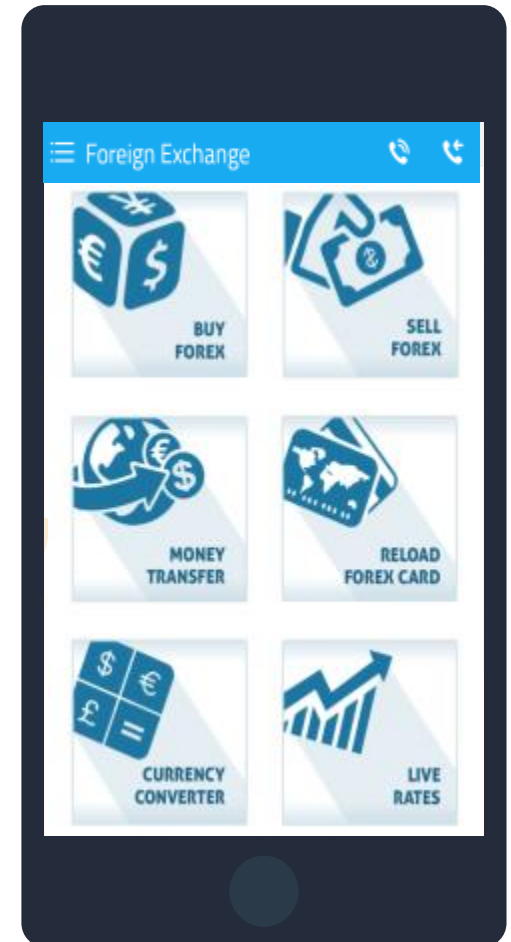 Foreign Exchange
BUY
FOREX
SELL
FOREX
MONEY
TRANSFER
RELOAD
FOREX CARD
CURRENCY
CONVERTER
LIVE
RATES